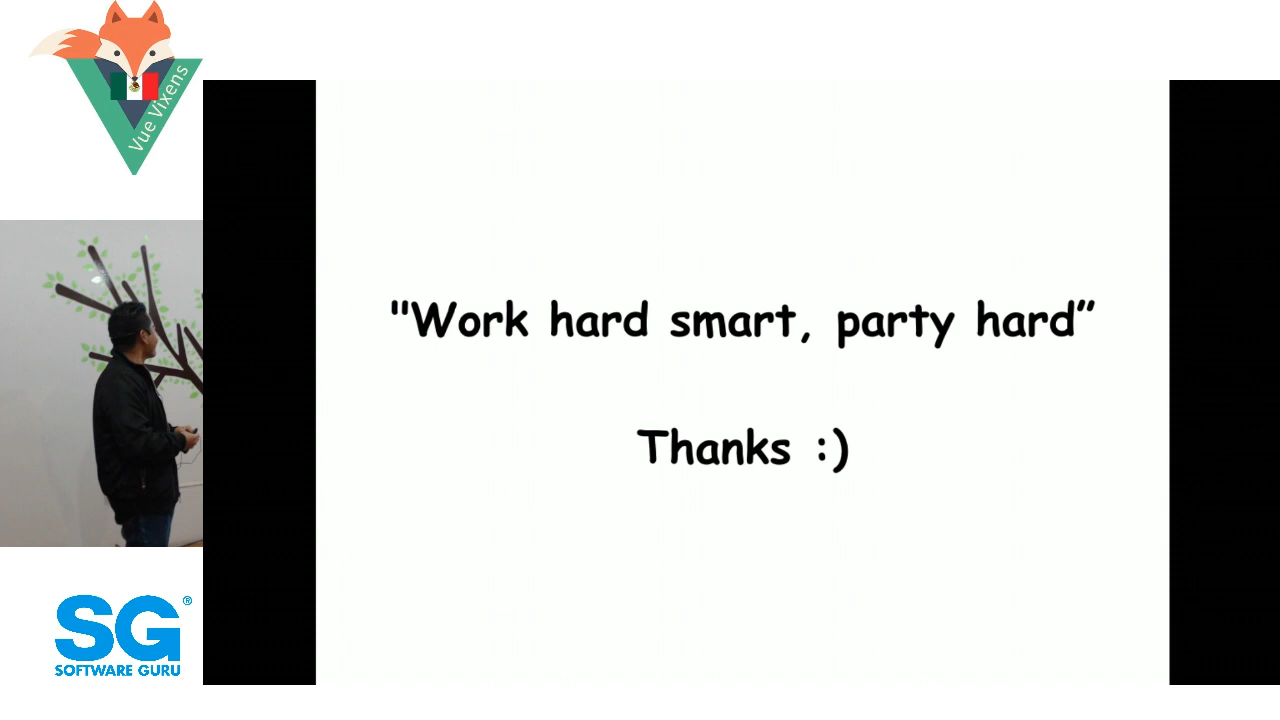 Vue Vixens
"Work hard smart, party hard”
Thanks :)
SG®
SOFTWARE GURU